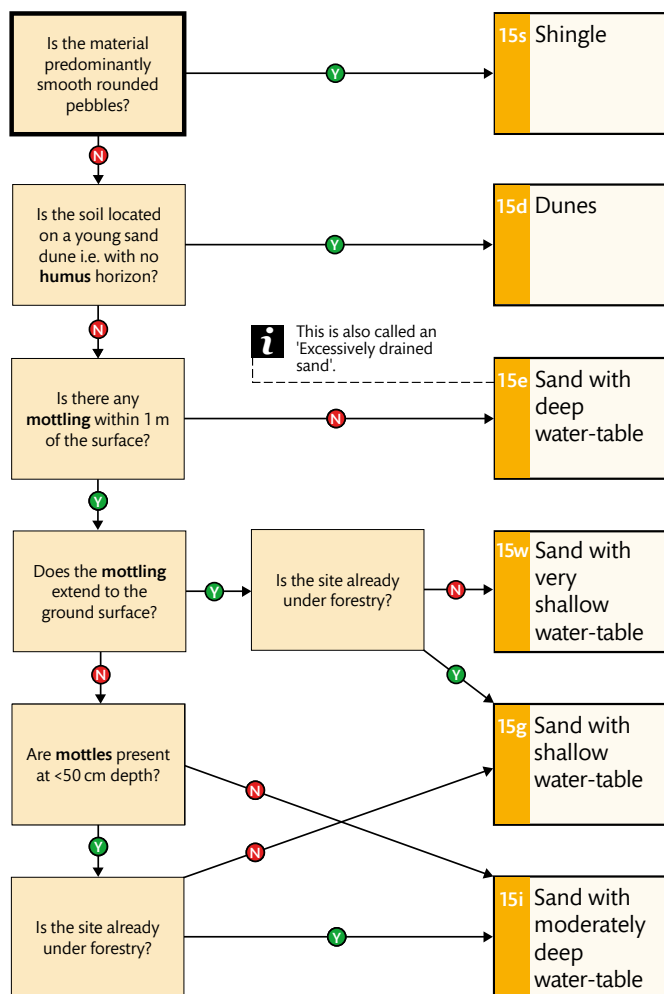 Is the material
predominantly
smooth rounded
pebbles?
Y
15s Shingle
N
Is the soil located
on a young sand
dune i.e. with no
humus horizon?
Y
15d Dunes
N
i
This is also called an
'Excessively drained
sand'.
Is there any
mottling within 1 m
of the surface?
N
15e Sand with
deep
water-table
Y
Does the mottling
extend to the
ground surface?
Y
Is the site already
under forestry?
N
15w Sand with
very
shallow
water-table
N
Y
Are mottles present
at <50 cm depth?
N
15g Sand with
shallow
water-table
Y
N
Is the site already
under forestry?
Y
15i Sand with
moderately
deep
water-table